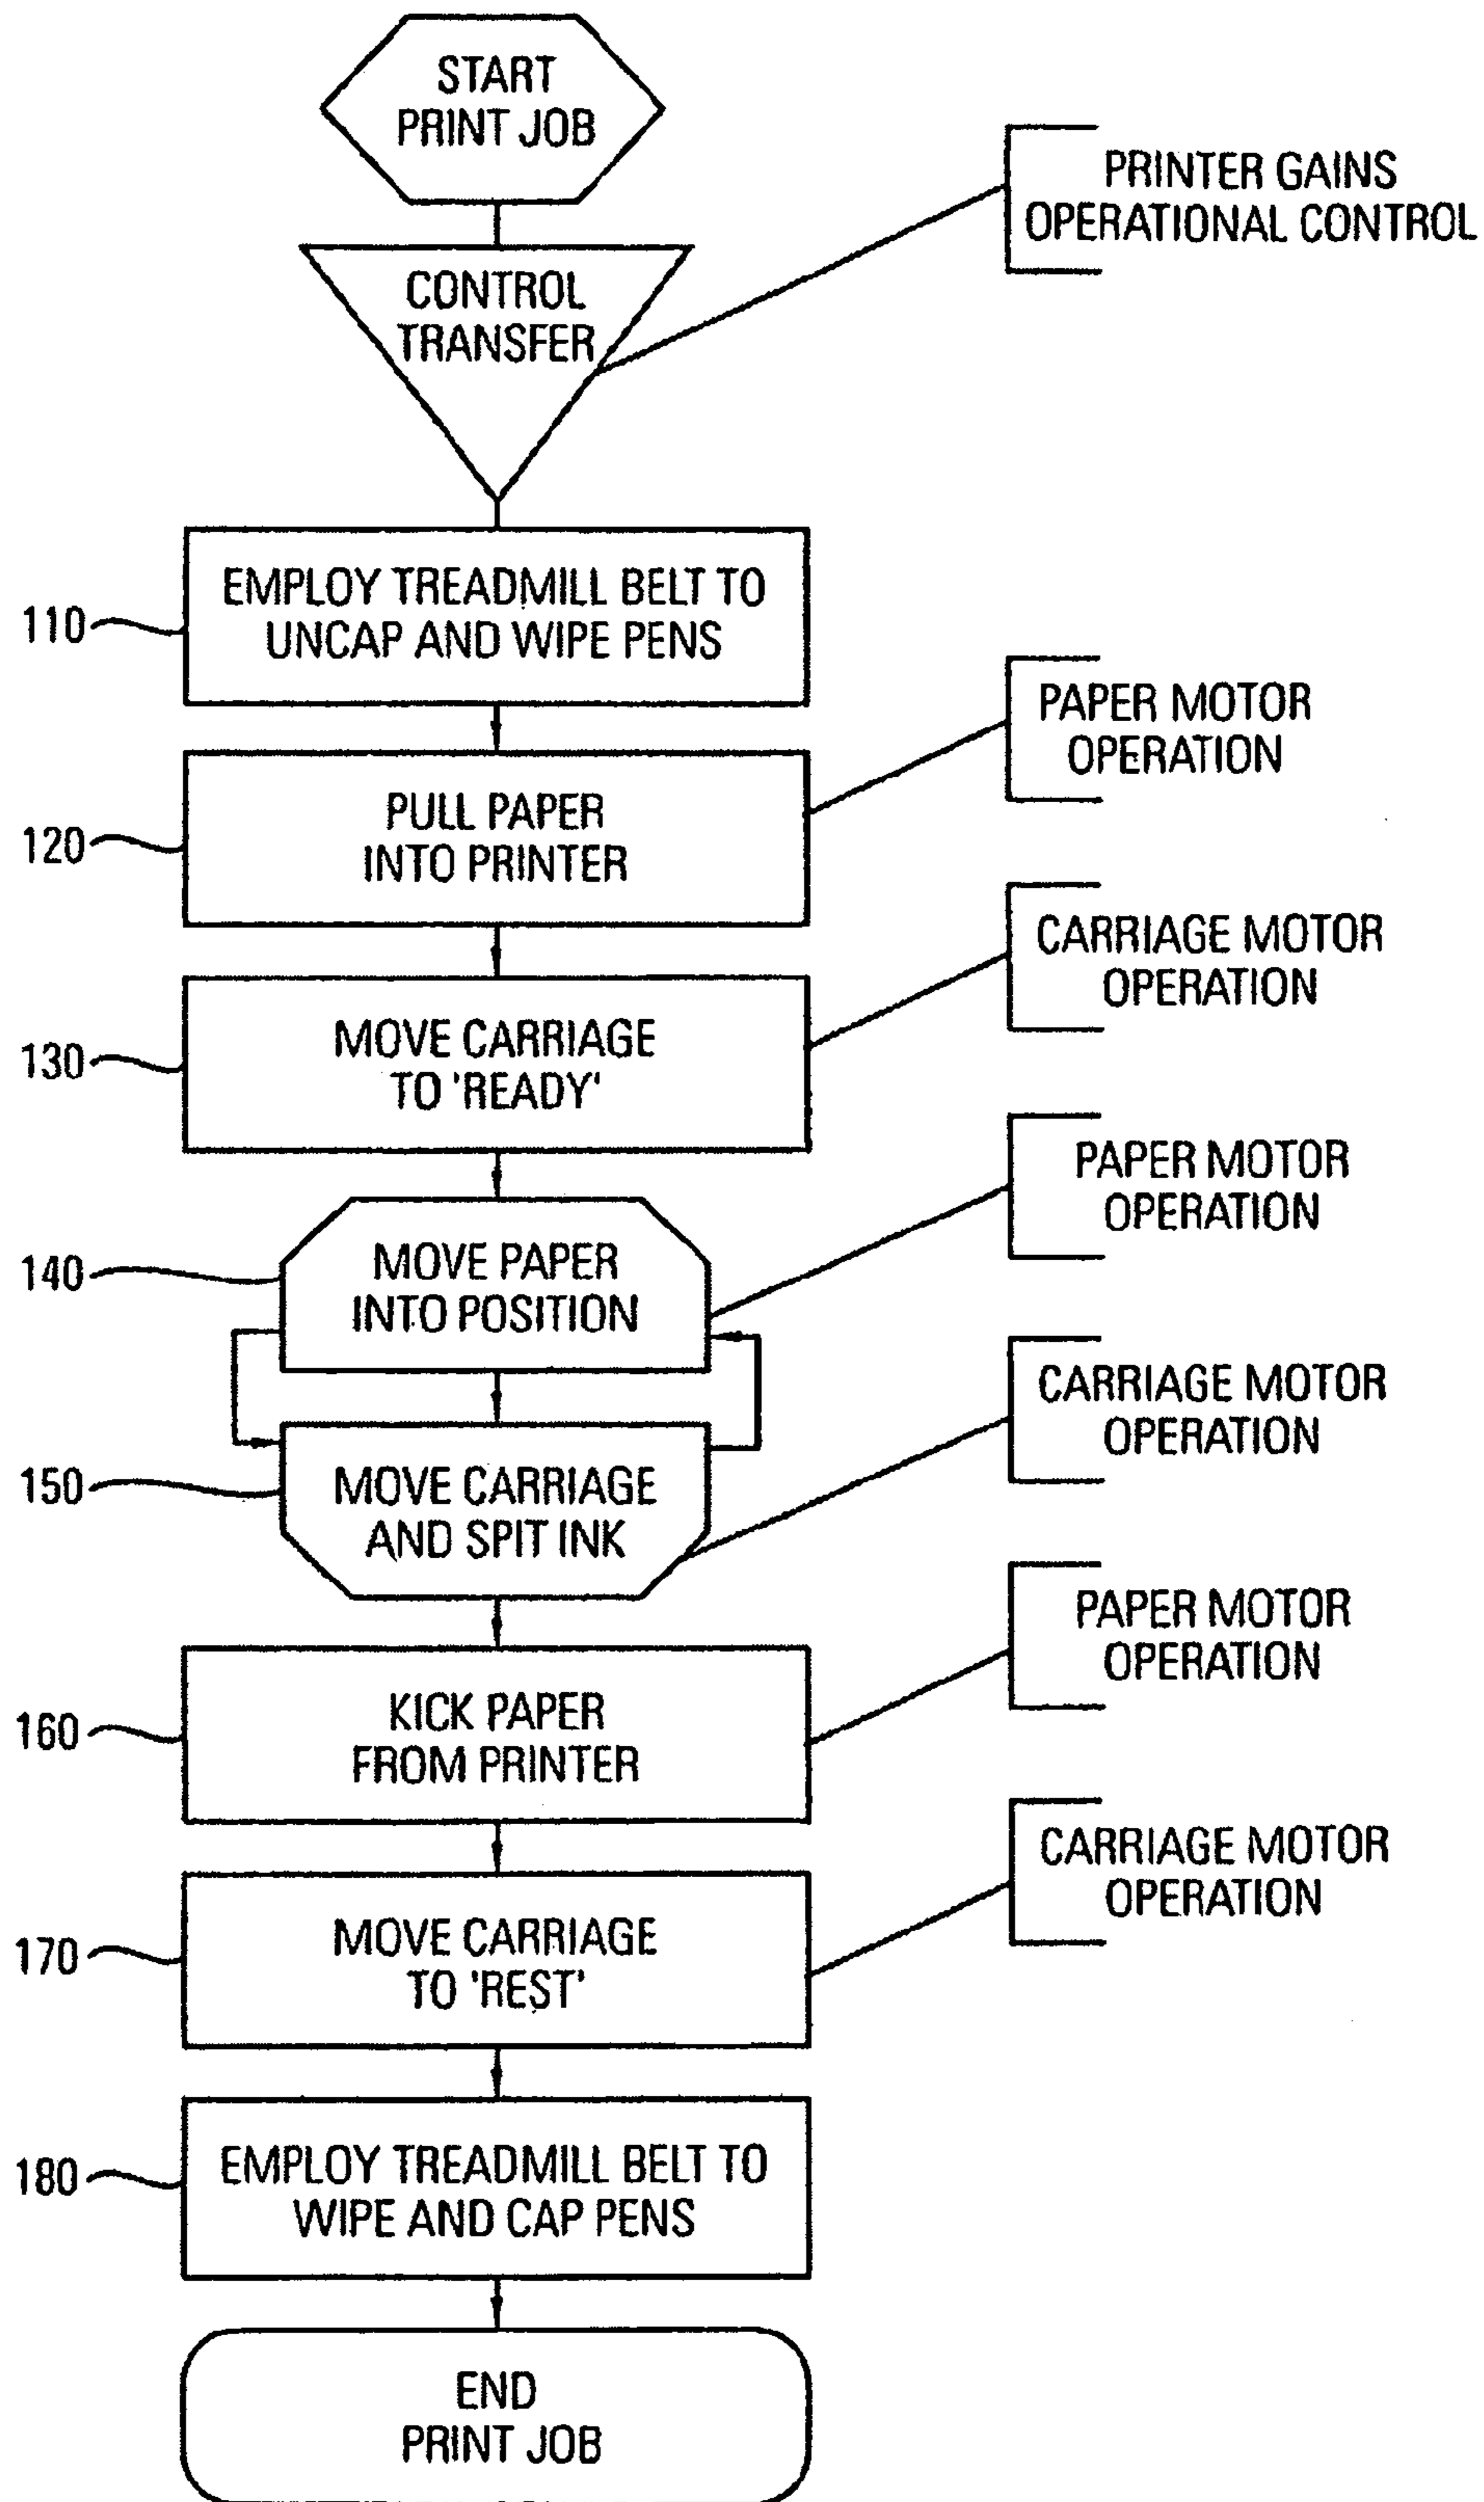 START
PRINT JOB
CONTROL
TRANSFER
PRINTER GAINS
OPERATIONAL CONTROL
110
EMPLOY TREADMILL BELT TO
UNCAP AND WIPE PENS
120
PULL PAPER
INTO PRINTER
PAPER MOTOR
OPERATION
130
MOVE CARRIAGE
TO 'READY'
CARRIAGE MOTOR
OPERATION
140
MOVE PAPER
INTO POSITION
PAPER MOTOR
OPERATION
150
MOVE CARRIAGE
AND SPIT INK
CARRIAGE MOTOR
OPERATION
160
KICK PAPER
FROM PRINTER
PAPER MOTOR
OPERATION
170
MOVE CARRIAGE
TO 'REST'
CARRIAGE MOTOR
OPERATION
180
EMPLOY TREADMILL BELT TO
WIPE AND CAP PENS
END
PRINT JOB